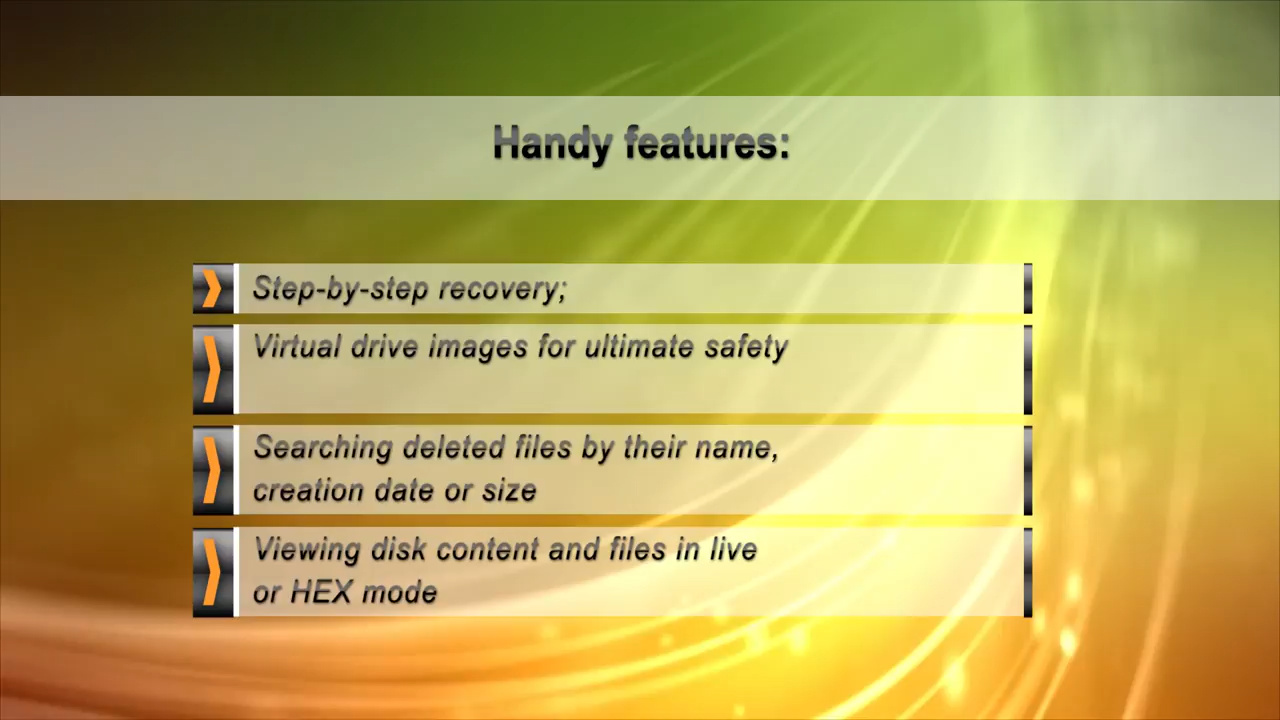 Handy features:
Step-by-step recovery;
Virtual drive images for ultimate safety
Searching deleted files by their name,
creation date or size
Viewing disk content and files in live
or HEX mode